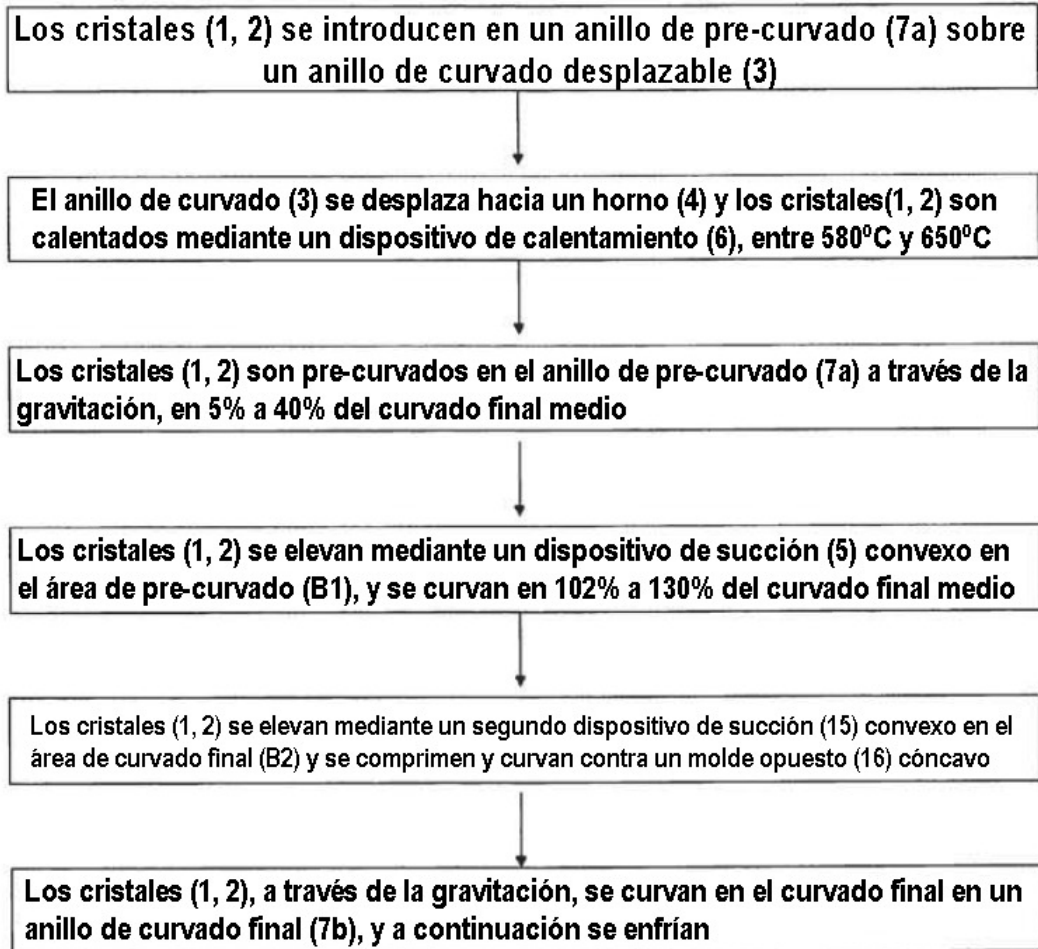 Los cristales (1, 2) se introducen en un anillo de pre-curvado (7a) sobre
un anillo de curvado desplazable (3)
El anillo de curvado (3) se desplaza hacia un horno (4) y los cristales(1, 2) son
calentados mediante un dispositivo de calentamiento (6), entre 580ºC y 650ºC
Los cristales (1, 2) son pre-curvados en el anillo de pre-curvado (7a) a través de la
gravitación, en 5% a 40% del curvado final medio
Los cristales (1, 2) se elevan mediante un dispositivo de succión (5) convexo en
el área de pre-curvado (B1), y se curvan en 102% a 130% del curvado final medio
Los cristales (1, 2) se elevan mediante un segundo dispositivo de succión (15) convexo en el
área de curvado final (B2) y se comprimen y curvan contra un molde opuesto (16) cóncavo
Los cristales (1, 2), a través de la gravitación, se curvan en el curvado final en un
anillo de curvado final (7b), y a continuación se enfrían